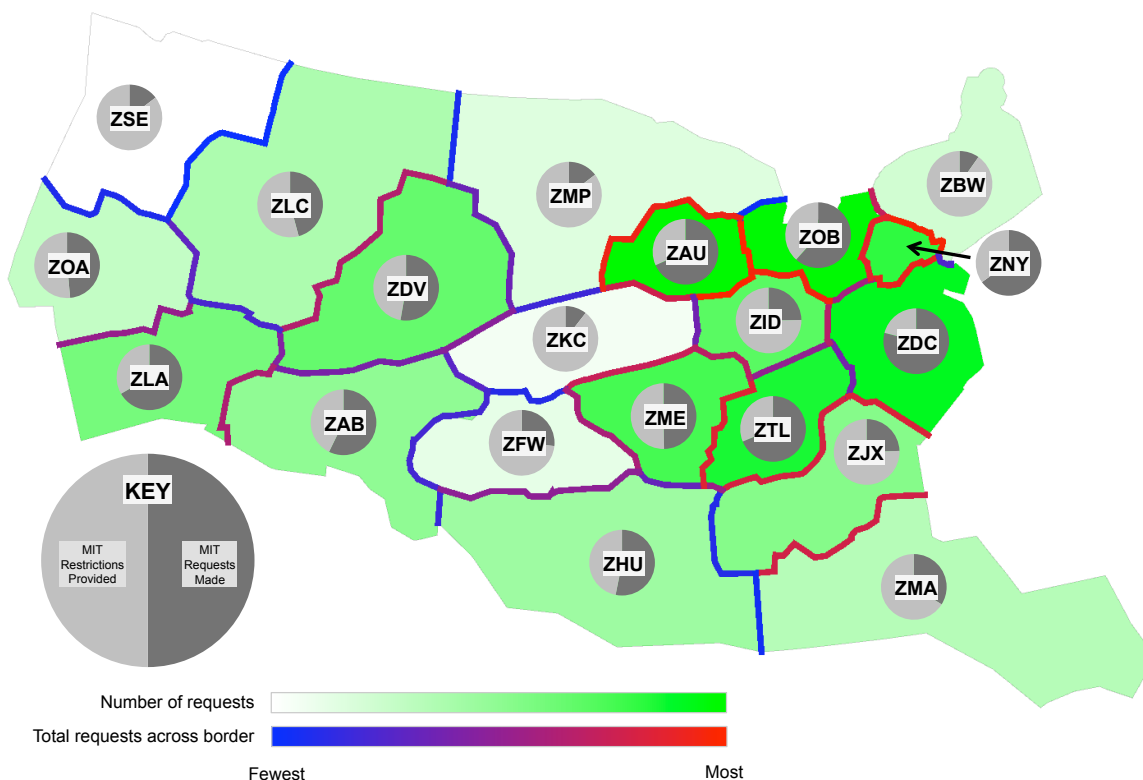 ZSE
ZBW
ZLC
ZMP
ZOB
ZAU
ZOA
ZNY
ZDV
ZID
ZKC
ZDC
ZLA
ZME
ZAB
ZTL
ZFW
ZJX
KEY
MIT
Restrictions
Provided
MIT
Requests
Made
ZHU
ZMA
Number of requests
Total requests across border
Fewest
Most